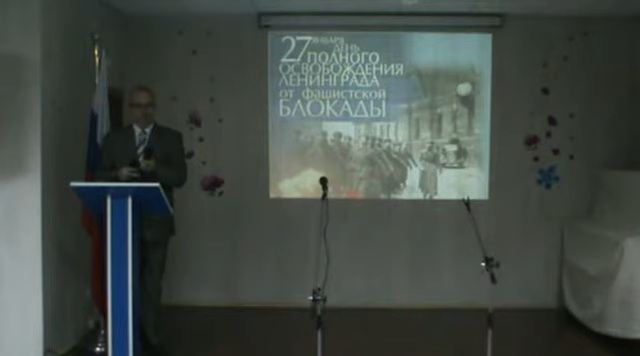 27 января
день
полного
освобождения
Ленинграда
от фашистской
блокады